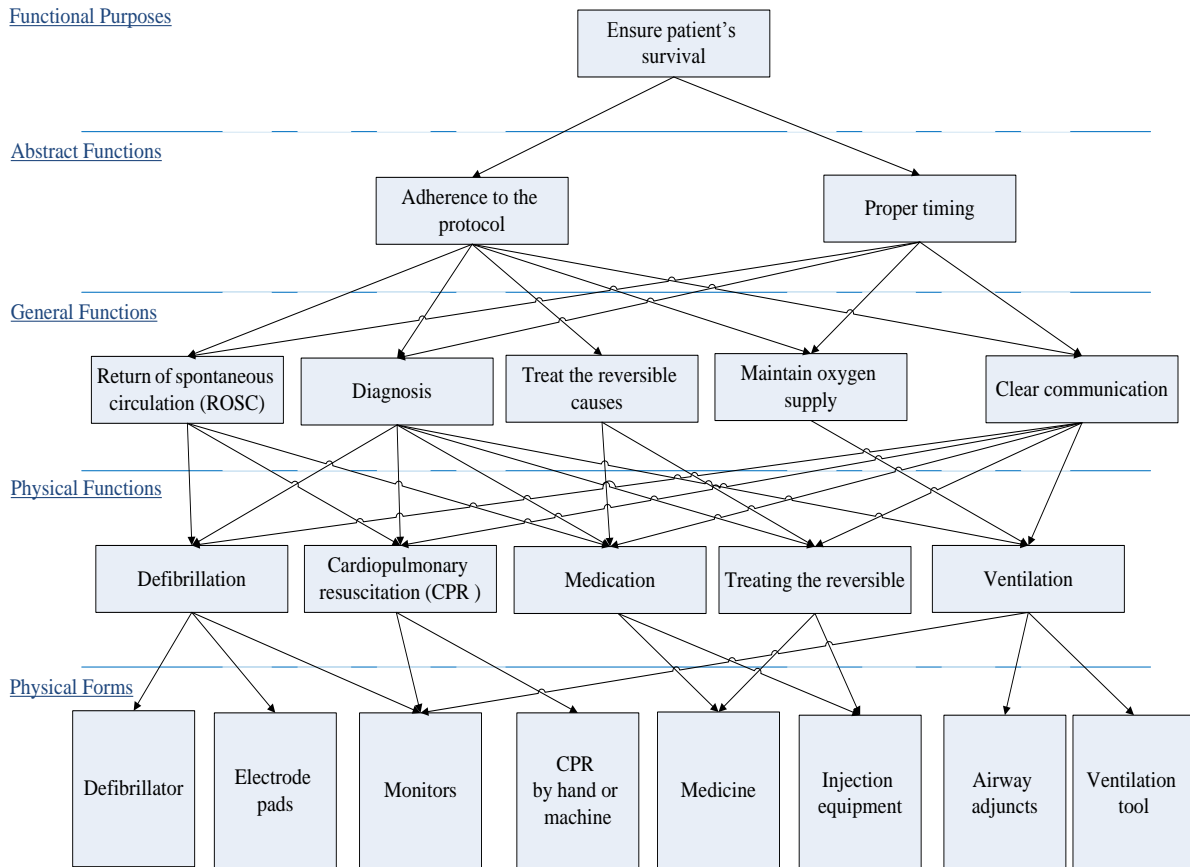 Functional Purposes
Ensure patient's
survival
Abstract Functions
Adherence to the
protocol
Proper timing
General Functions
Return of spontaneous
circulation (ROSC)
Diagnosis
Treat the reversible
causes
Maintain oxygen
supply
Clear communication
Physical Functions
Defibrillation
Cardiopulmonary
resuscitation (CPR )
Medication
Treating the reversible
Ventilation
Physical Forms
Defibrillator
Electrode
pads
Monitors
CPR
by hand or
machine
Medicine
Injection
equipment
Airway
adjuncts
Ventilation
tool